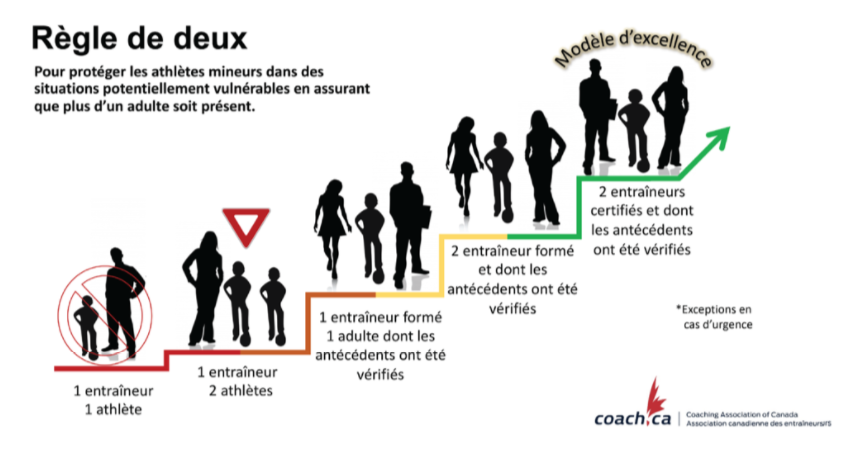 Règle de deux
Pour protéger les athlètes mineurs dans des
situations potentiellement vulnérables en assurant
que plus d'un adulte soit présent.
Modèle d'excellence
1 entraîneur
1 athlète
1 entraîneur
2 athlètes
1 entraîneur formé
1 adulte dont les
antécédents ont été
vérifiés
2 entraîneur formé
et dont les
antécédents ont été
vérifiés
2 entraîneurs
certifiés et dont
les antécédents
ont été vérifiés
*Exceptions en
cas d'urgence
coach.ca
Coaching Association of Canada
Association canadienne des entraîneurs